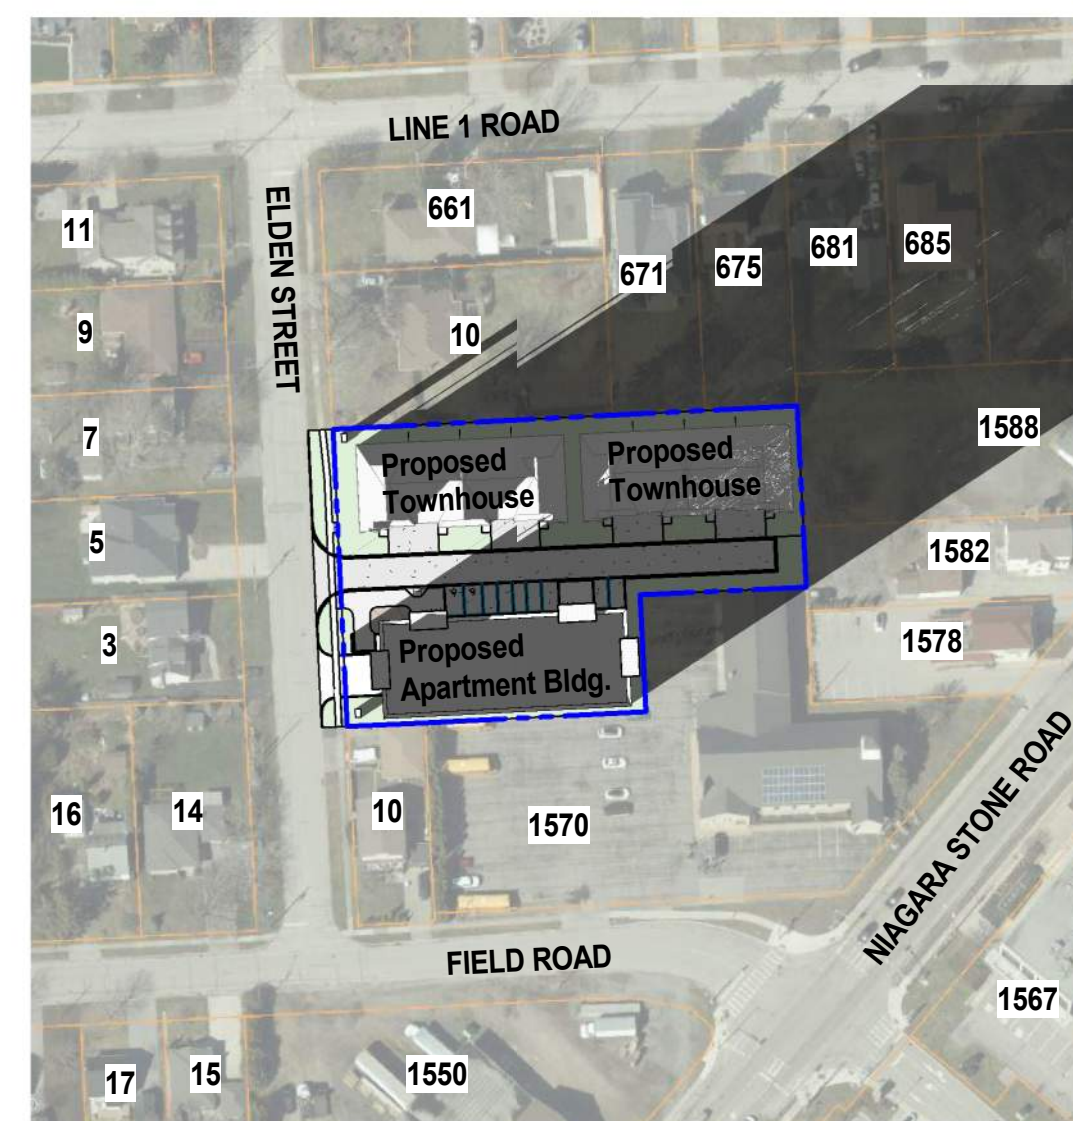 LINE 1 ROAD
ELDEN STREET
11
661
671
675
681
685
9
10
7
1588
Proposed
Townhouse
Proposed
Townhouse
5
1582
3
1578
Proposed
Apartment Bldg.
16
14
10
1570
NIAGARA STONE ROAD
FIELD ROAD
1567
17
15
1550